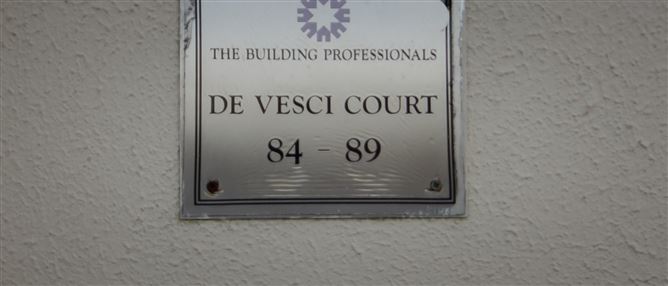 THE BUILDING PROFESSIONALS
DE VESCI COURT
84 – 89